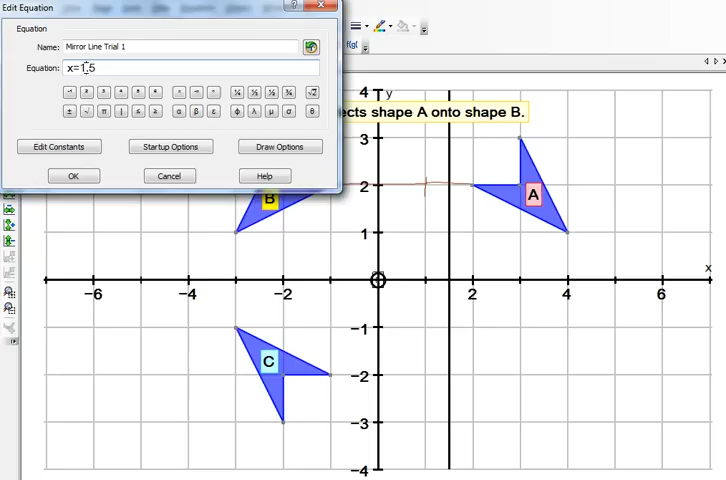 Edit Equation
Equation
Name: Mirror Line Trial 1
Equation: x=1.5
± √ π | ≤ ≥ α β ε φ λ μ σ θ
Edit Constants Startup Options Draw Options
OK Cancel Help
ects shape A onto shape B.
y
4
3
2
1
B
A
x
−6 −4 −2 2 4 6
−1
−2
−3
−4
C